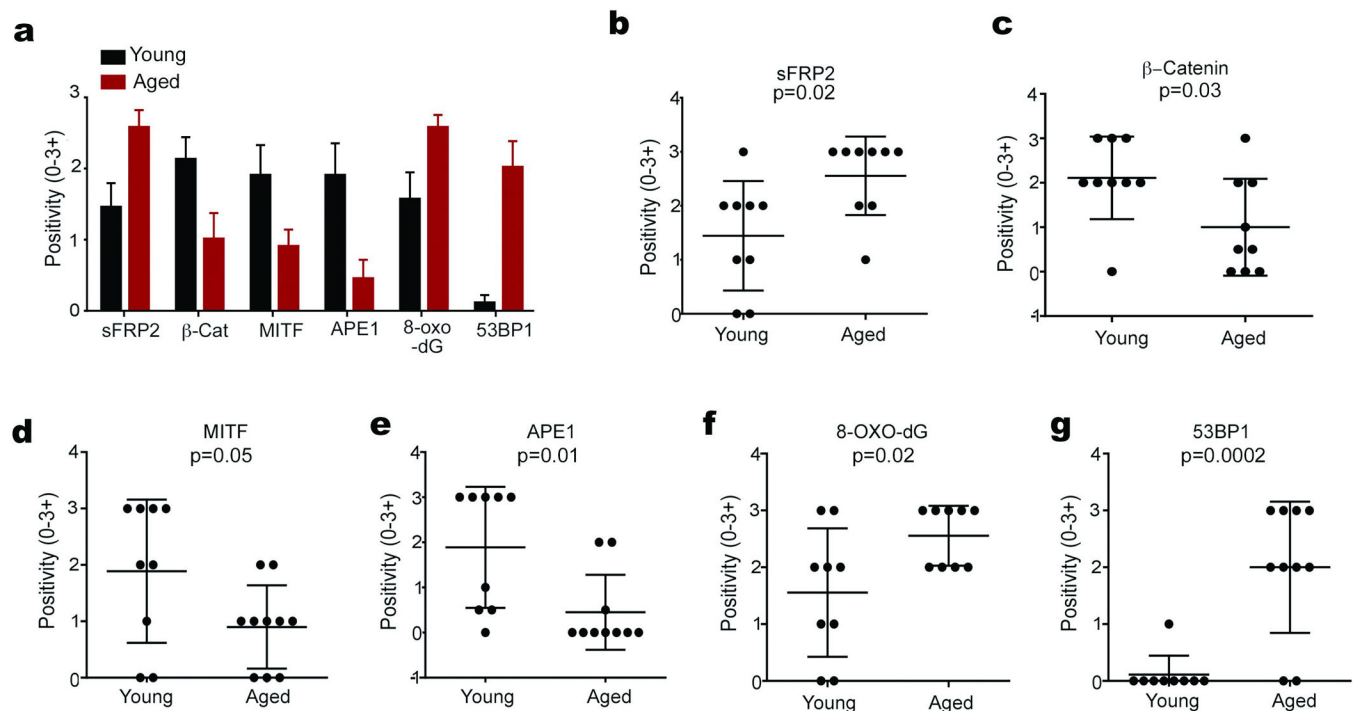 a
Young
Aged
Positivity (0-3+)
3
2
1
0
sFRP2 β-Cat MITF APE1 8-oxo 53BP1
-dG
b
sFRP2
p=0.02
Positivity (0-3+)
4
3
2
1
0
Young Aged
c
β–Catenin
p=0.03
Positivity (0-3+)
4
3
2
1
0
-1
Young Aged
d
MITF
p=0.05
Positivity (0-3+)
4
3
2
1
0
Young Aged
e
APE1
p=0.01
Positivity (0-3+)
4
3
2
1
0
-1
Young Aged
f
8-OXO-dG
p=0.02
Positivity (0-3+)
4
3
2
1
0
Young Aged
g
53BP1
p=0.0002
Positivity (0-3+)
4
3
2
1
0
Young Aged